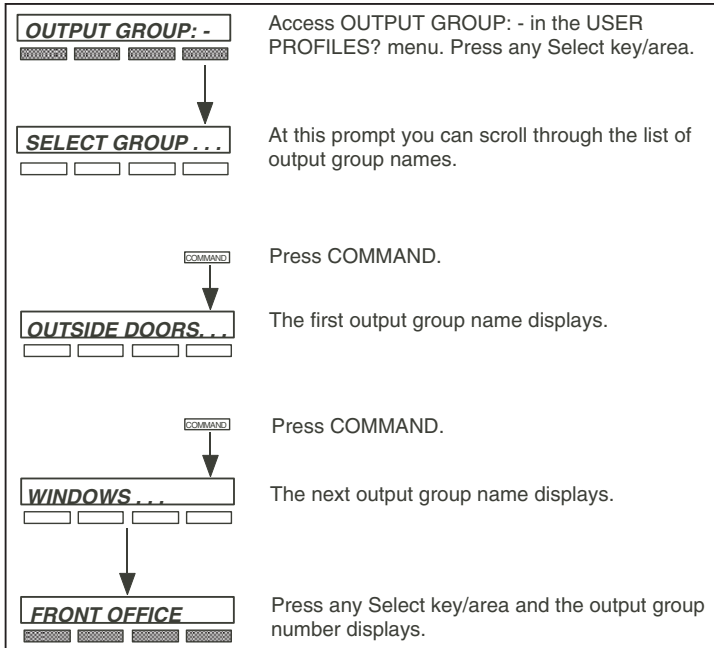 OUTPUT GROUP: -
Access OUTPUT GROUP: - in the USER
PROFILES? menu. Press any Select key/area.
SELECT GROUP . . .
At this prompt you can scroll through the list of
output group names.
COMMAND
Press COMMAND.
OUTSIDE DOORS. . .
The first output group name displays.
COMMAND
Press COMMAND.
WINDOWS . . .
The next output group name displays.
FRONT OFFICE
Press any Select key/area and the output group
number displays.